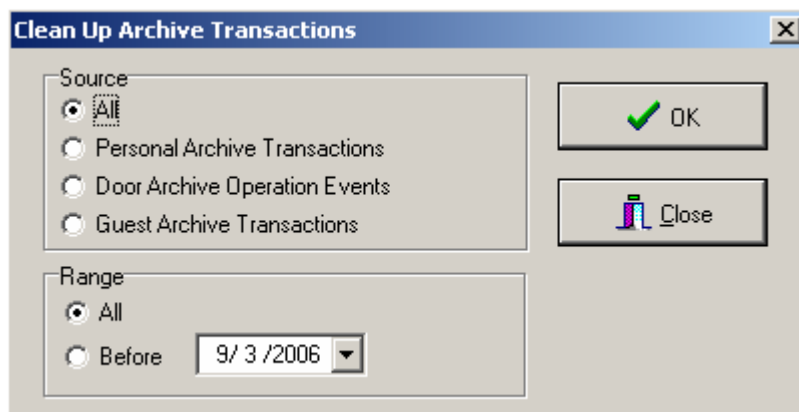 Clean Up Archive Transactions
Source
All
Personal Archive Transactions
Door Archive Operation Events
Guest Archive Transactions
OK
Close
Range
All
Before 9/ 3 /2006